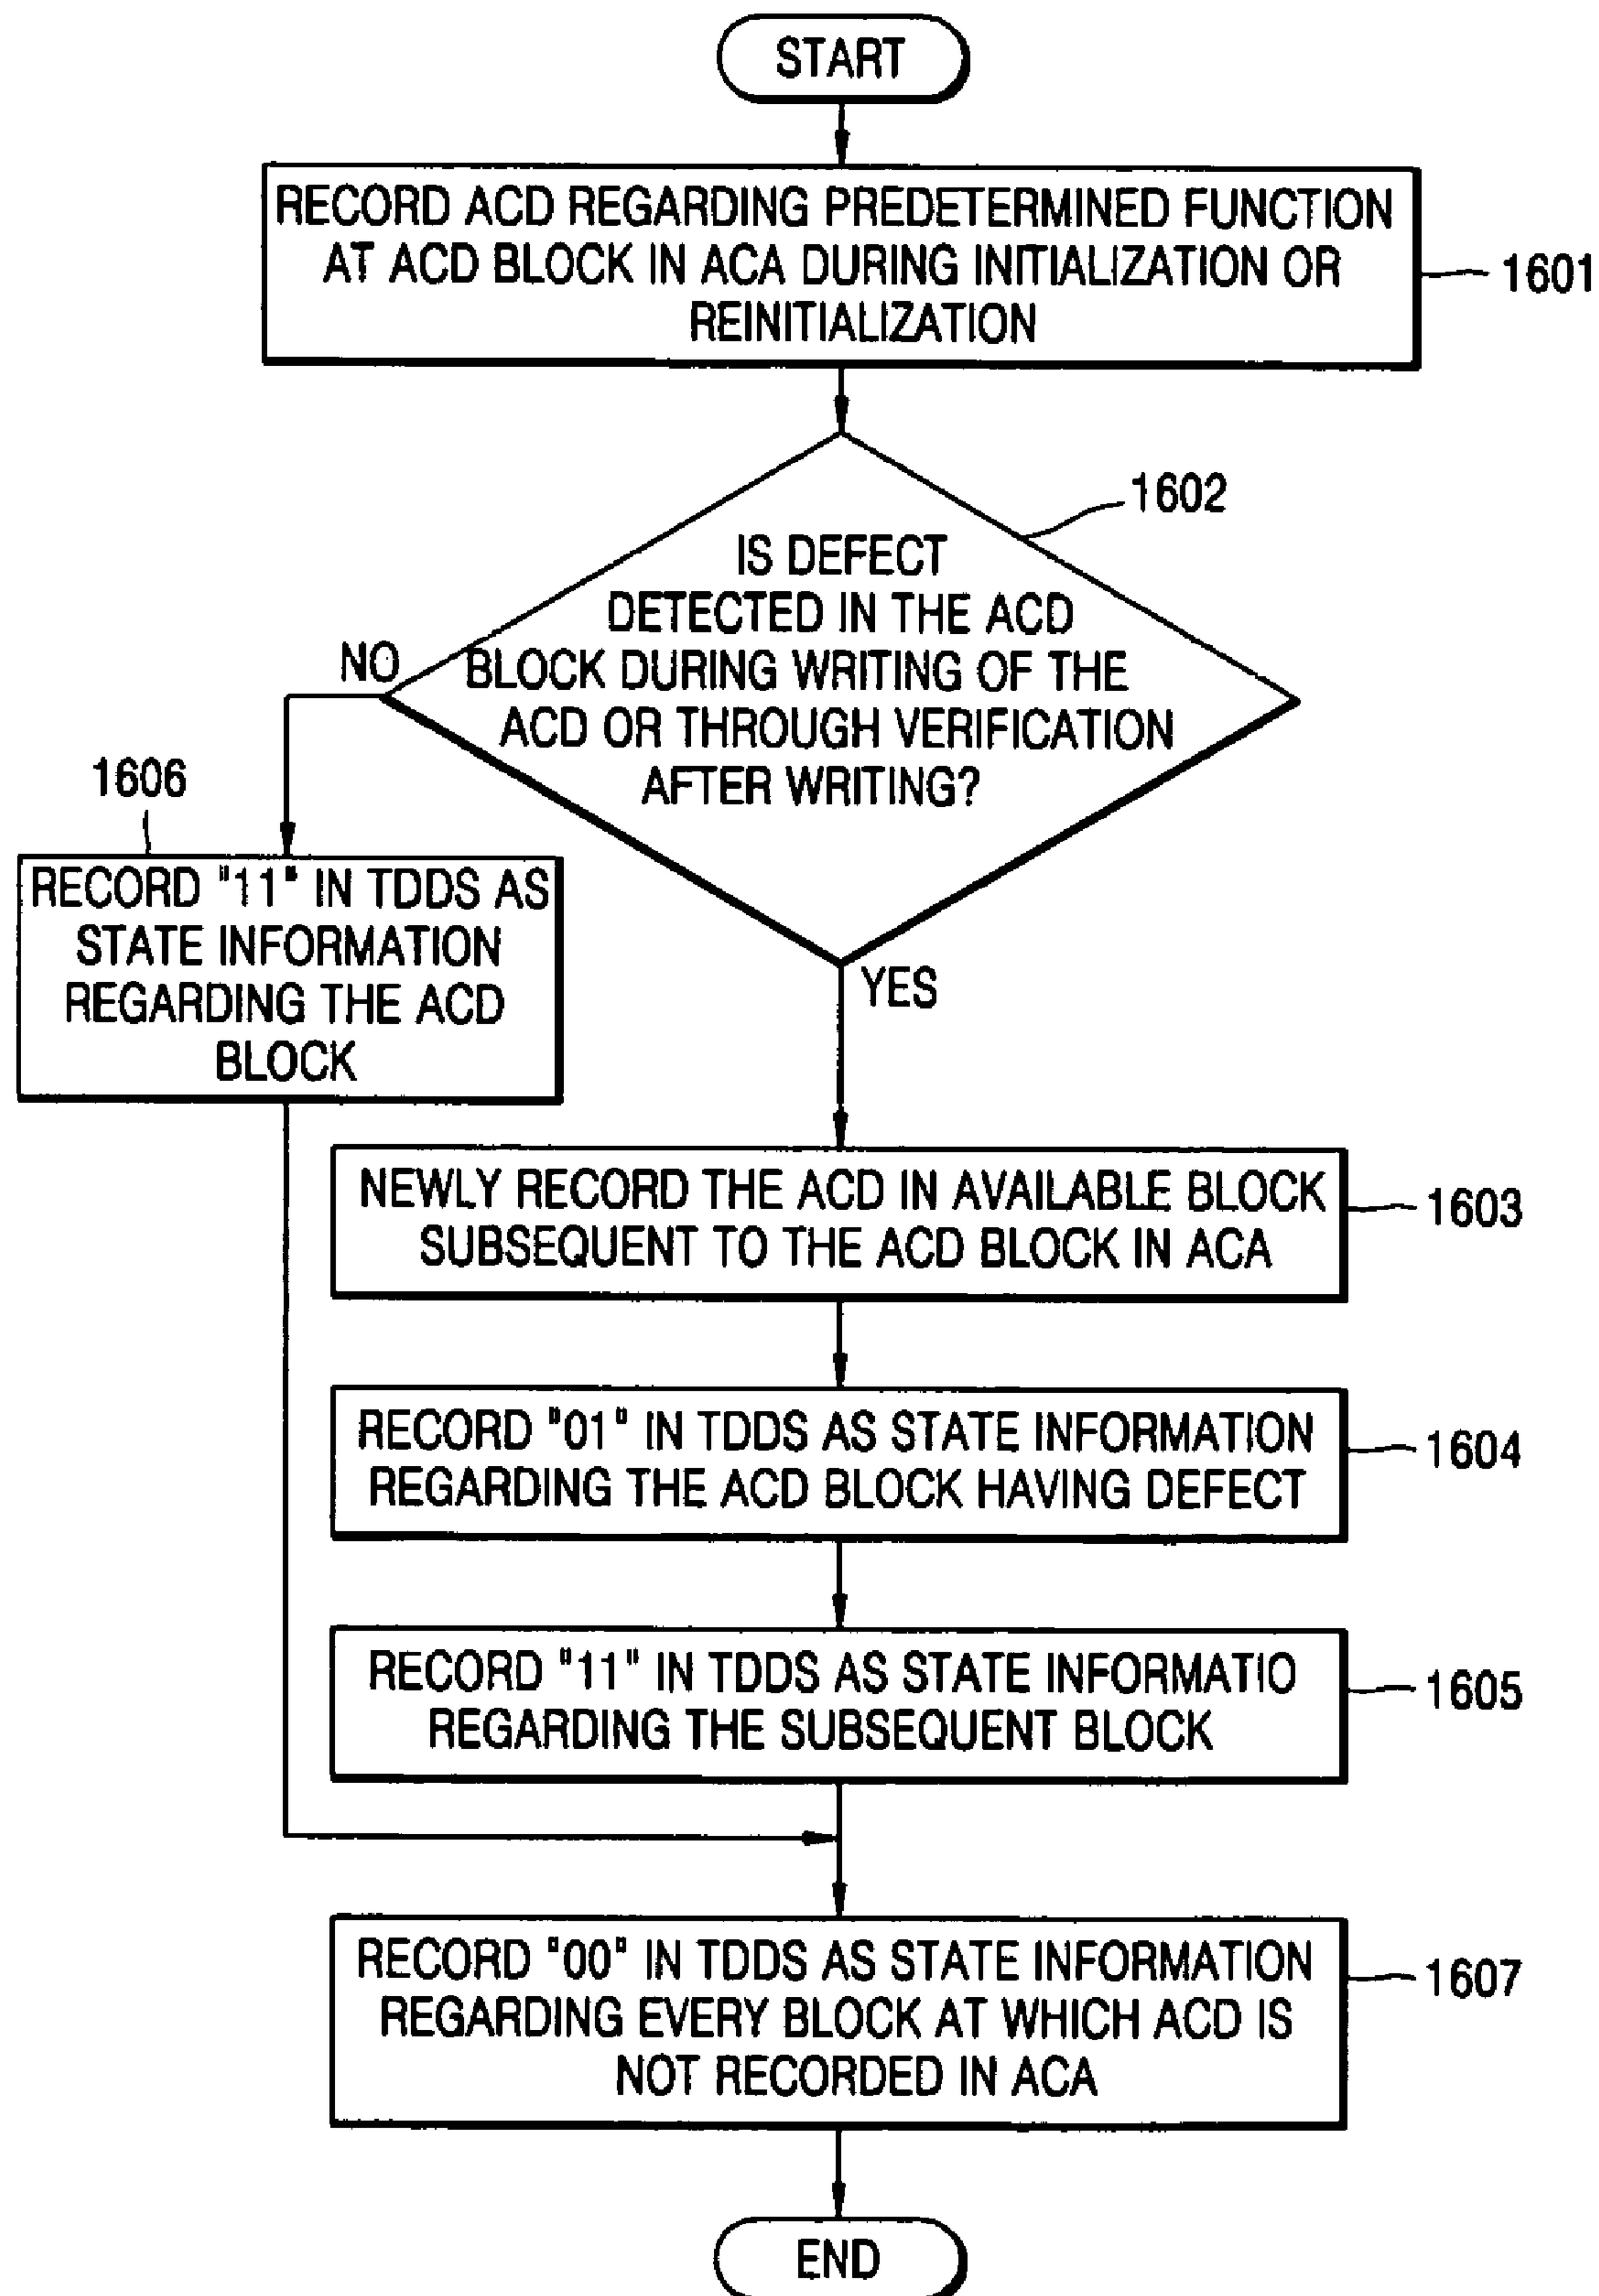 START
RECORD ACD REGARDING PREDETERMINED FUNCTION
AT ACD BLOCK IN ACA DURING INITIALIZATION OR
REINITIALIZATION
1601
1602
IS DEFECT
DETECTED IN THE ACD
BLOCK DURING WRITING OF THE
ACD OR THROUGH VERIFICATION
AFTER WRITING?
NO
YES
1606
RECORD "11" IN TDDS AS
STATE INFORMATION
REGARDING THE ACD
BLOCK
NEWLY RECORD THE ACD IN AVAILABLE BLOCK
SUBSEQUENT TO THE ACD BLOCK IN ACA
1603
RECORD "01" IN TDDS AS STATE INFORMATION
REGARDING THE ACD BLOCK HAVING DEFECT
1604
RECORD "11" IN TDDS AS STATE INFORMATIO
REGARDING THE SUBSEQUENT BLOCK
1605
RECORD "00" IN TDDS AS STATE INFORMATION
REGARDING EVERY BLOCK AT WHICH ACD IS
NOT RECORDED IN ACA
1607
END